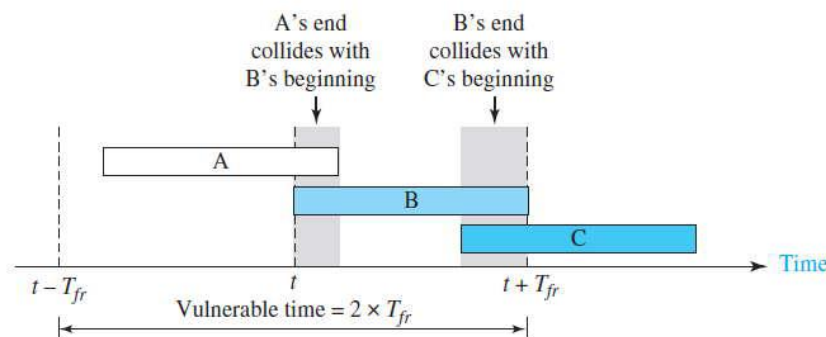 A's end
collides with
B's beginning
B's end
collides with
C's beginning
A
B
C
Time
t – Tfr
t
t + Tfr
Vulnerable time = 2 × Tfr